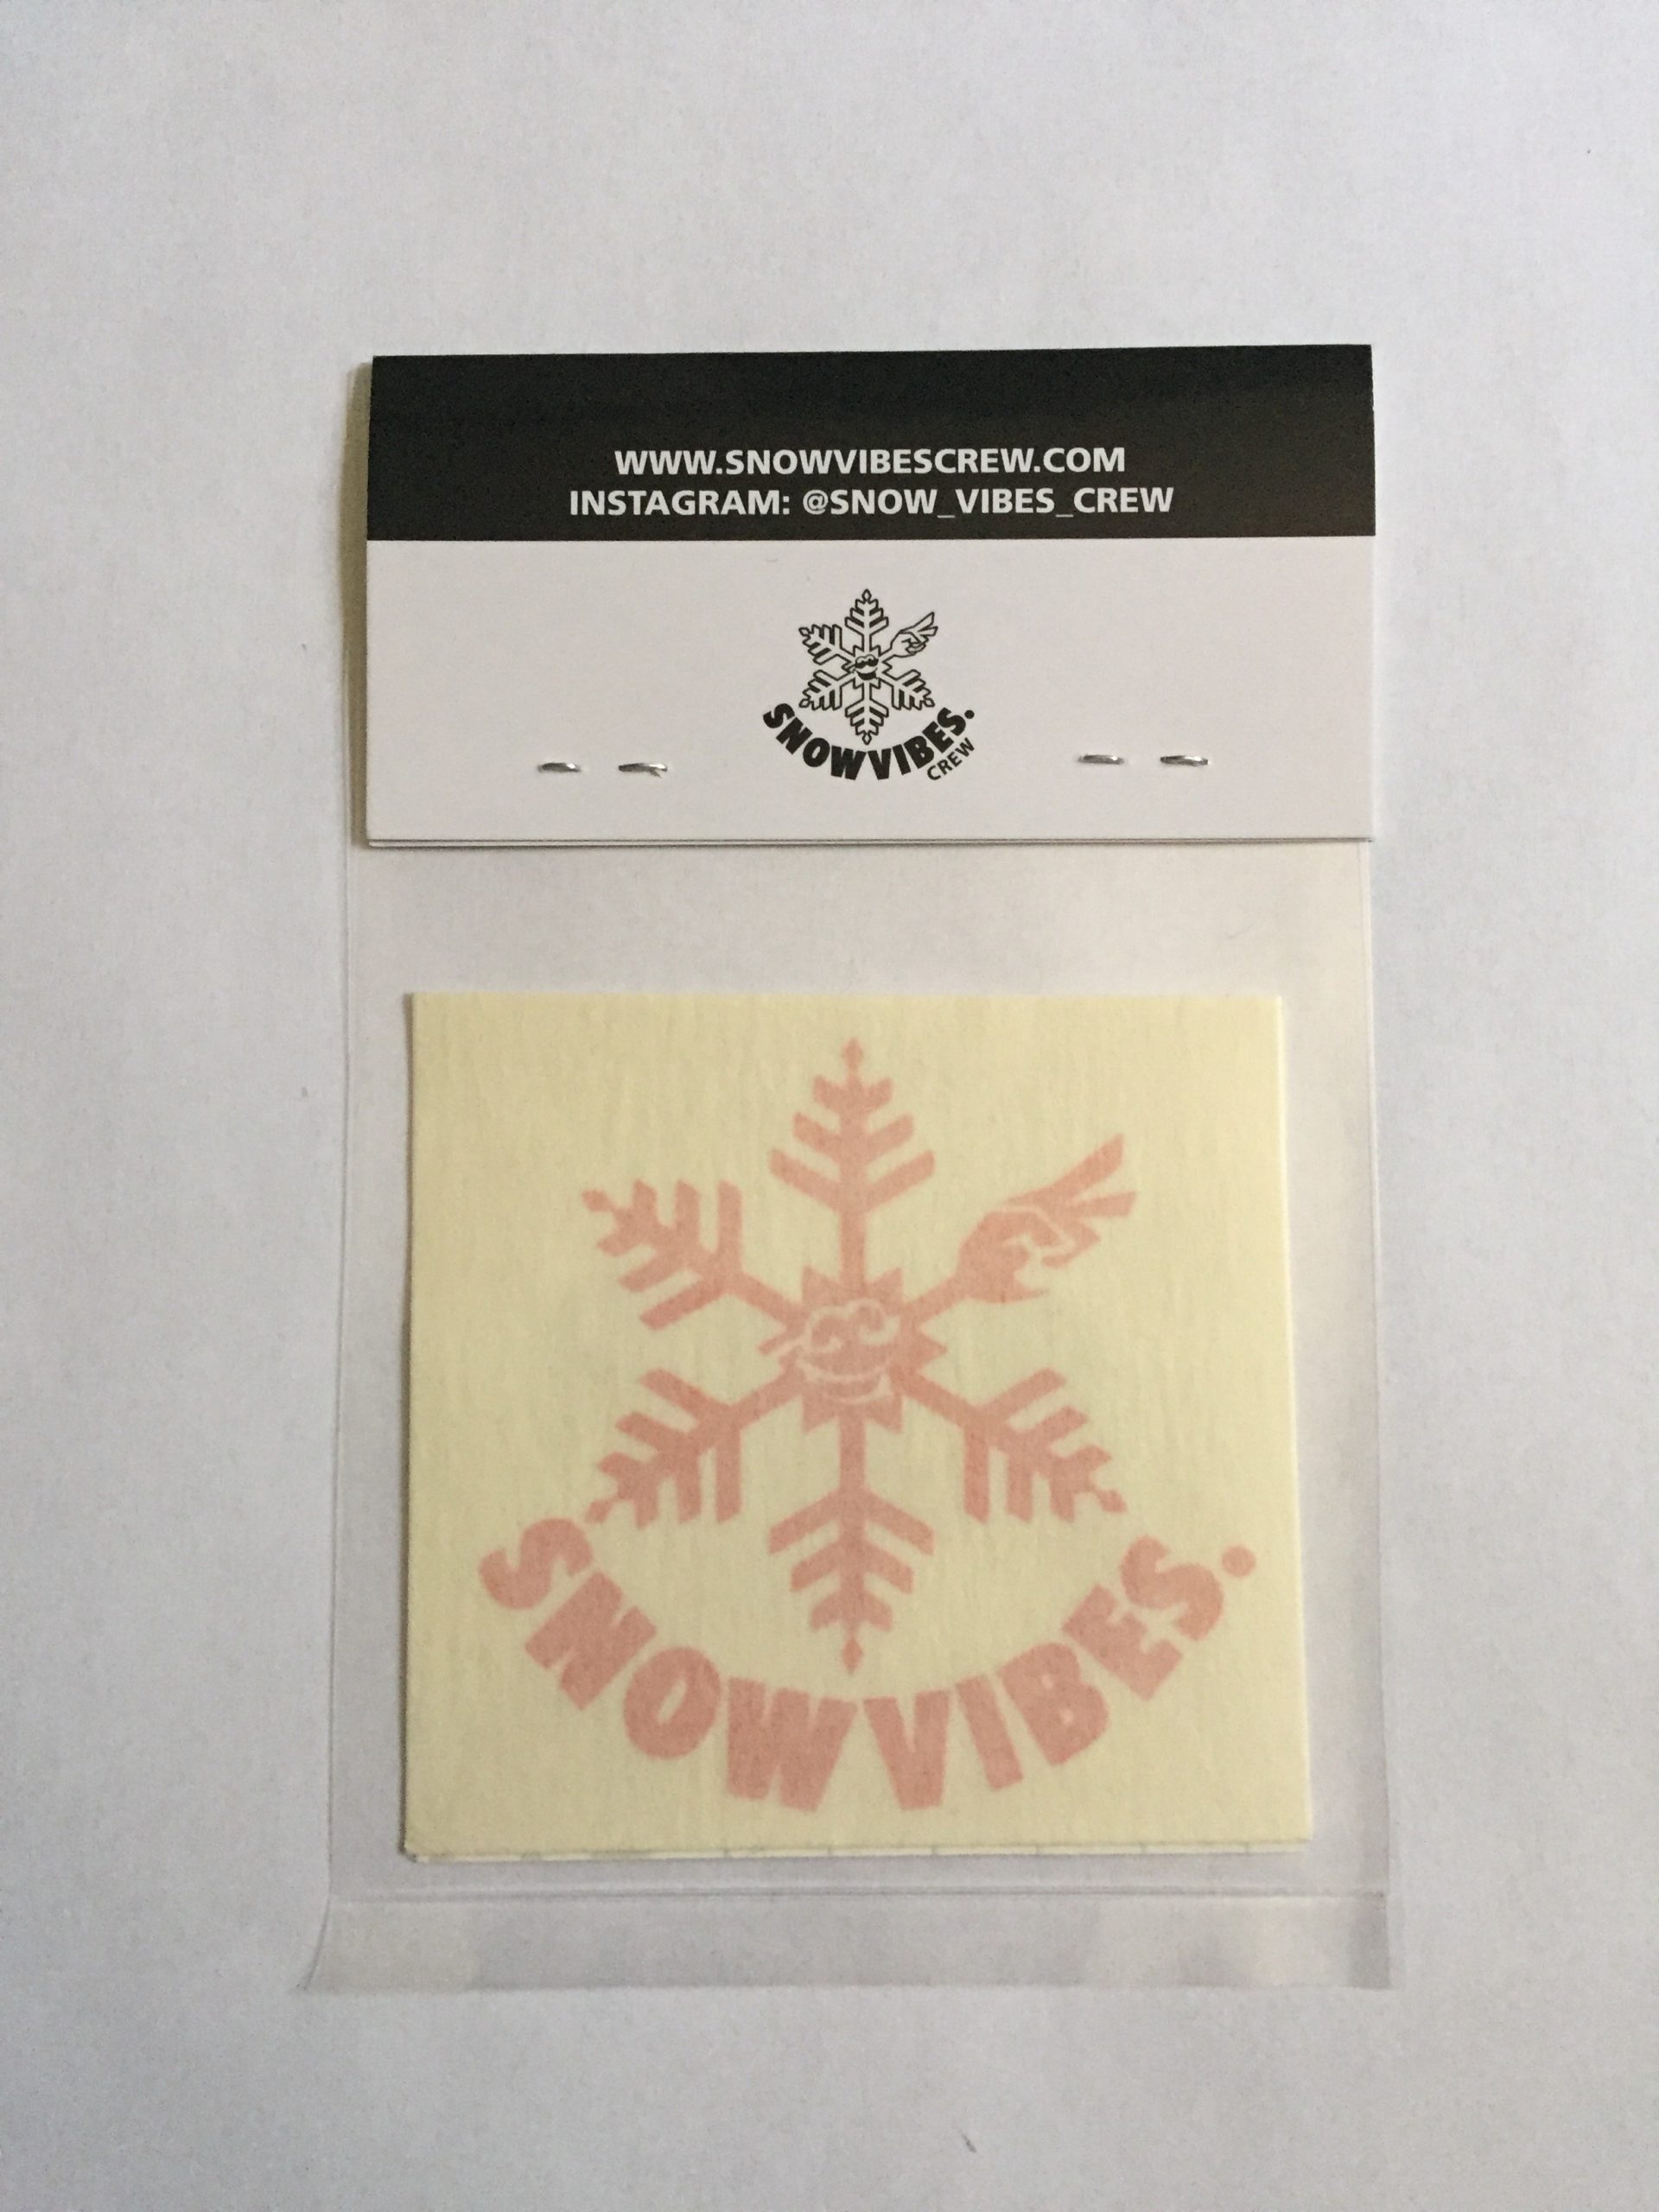 WWW.SNOWVIBESCREW.COM
INSTAGRAM: @SNOW_VIBES_CREW
SNOWVIBES.
CREW
SNOWVIBES.